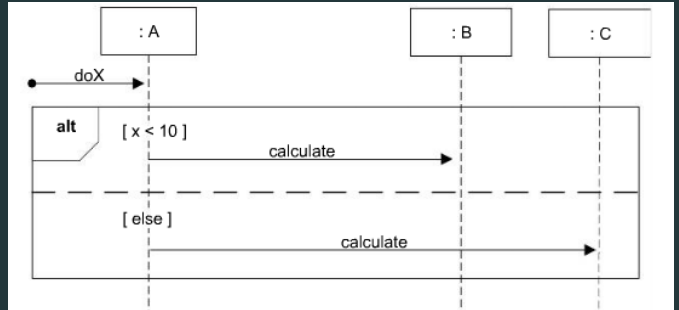 : A
: B
: C
doX
alt
[ x < 10 ]
calculate
[ else ]
calculate